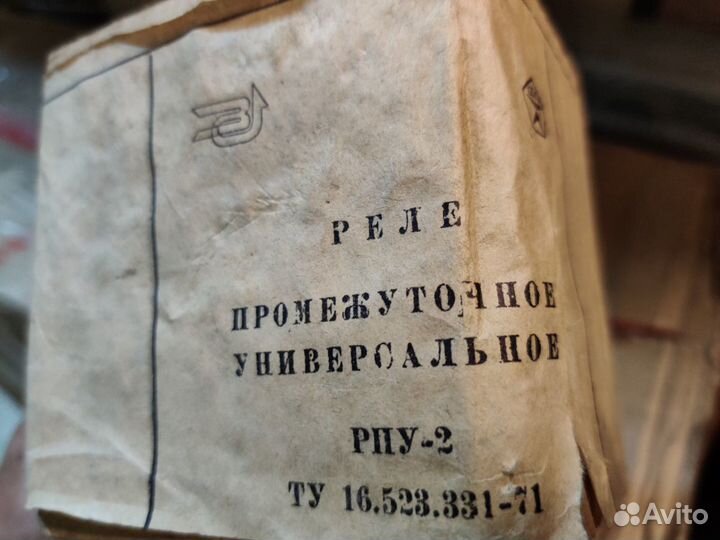 РЕЛЕ
ПРОМЕЖУТОЧНОЕ
УНИВЕРСАЛЬНОЕ
РПУ-2
ТУ 16.523.331-71
Avito